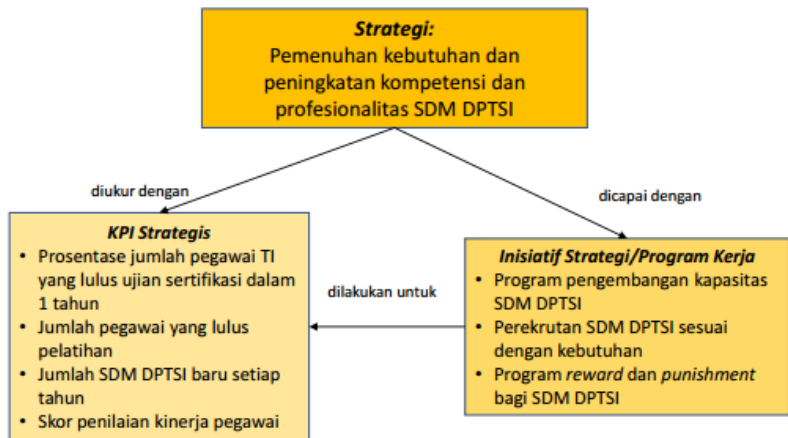 Strategi:
Pemenuhan kebutuhan dan
peningkatan kompetensi dan
profesionalitas SDM DPTSI
diukur dengan
dicapai dengan
KPI Strategis
• Prosentase jumlah pegawai TI
yang lulus ujian sertifikasi dalam
1 tahun
• Jumlah pegawai yang lulus
pelatihan
• Jumlah SDM DPTSI baru setiap
tahun
• Skor penilaian kinerja pegawai
dilakukan untuk
Inisiatif Strategi/Program Kerja
• Program pengembangan kapasitas
SDM DPTSI
• Perekrutan SDM DPTSI sesuai
dengan kebutuhan
• Program reward dan punishment
bagi SDM DPTSI